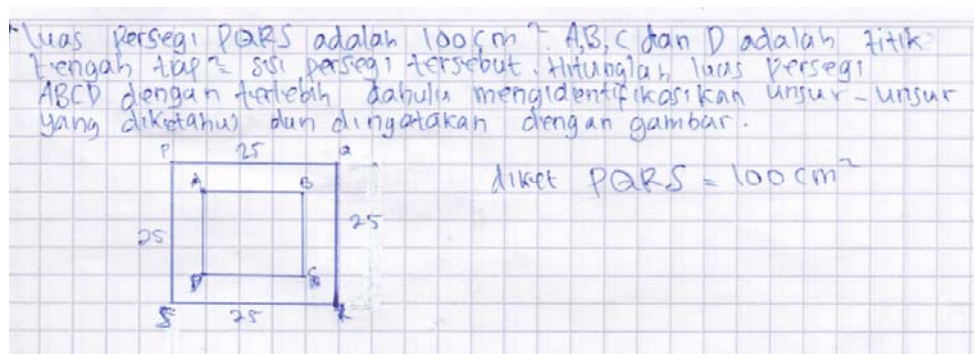 Luas Persegi PQRS adalah 100 cm². A,B,C dan D adalah titik
tengah tiap² sisi persegi tersebut. Hitunglah luas Persegi
ABCD dengan terlebih dahulu mengidentifikasikan unsur-unsur
yang diketahui dan dinyatakan dengan gambar.
P 25 Q
A B
25 25
D C
S 25 R
diket PQRS = 100 cm²